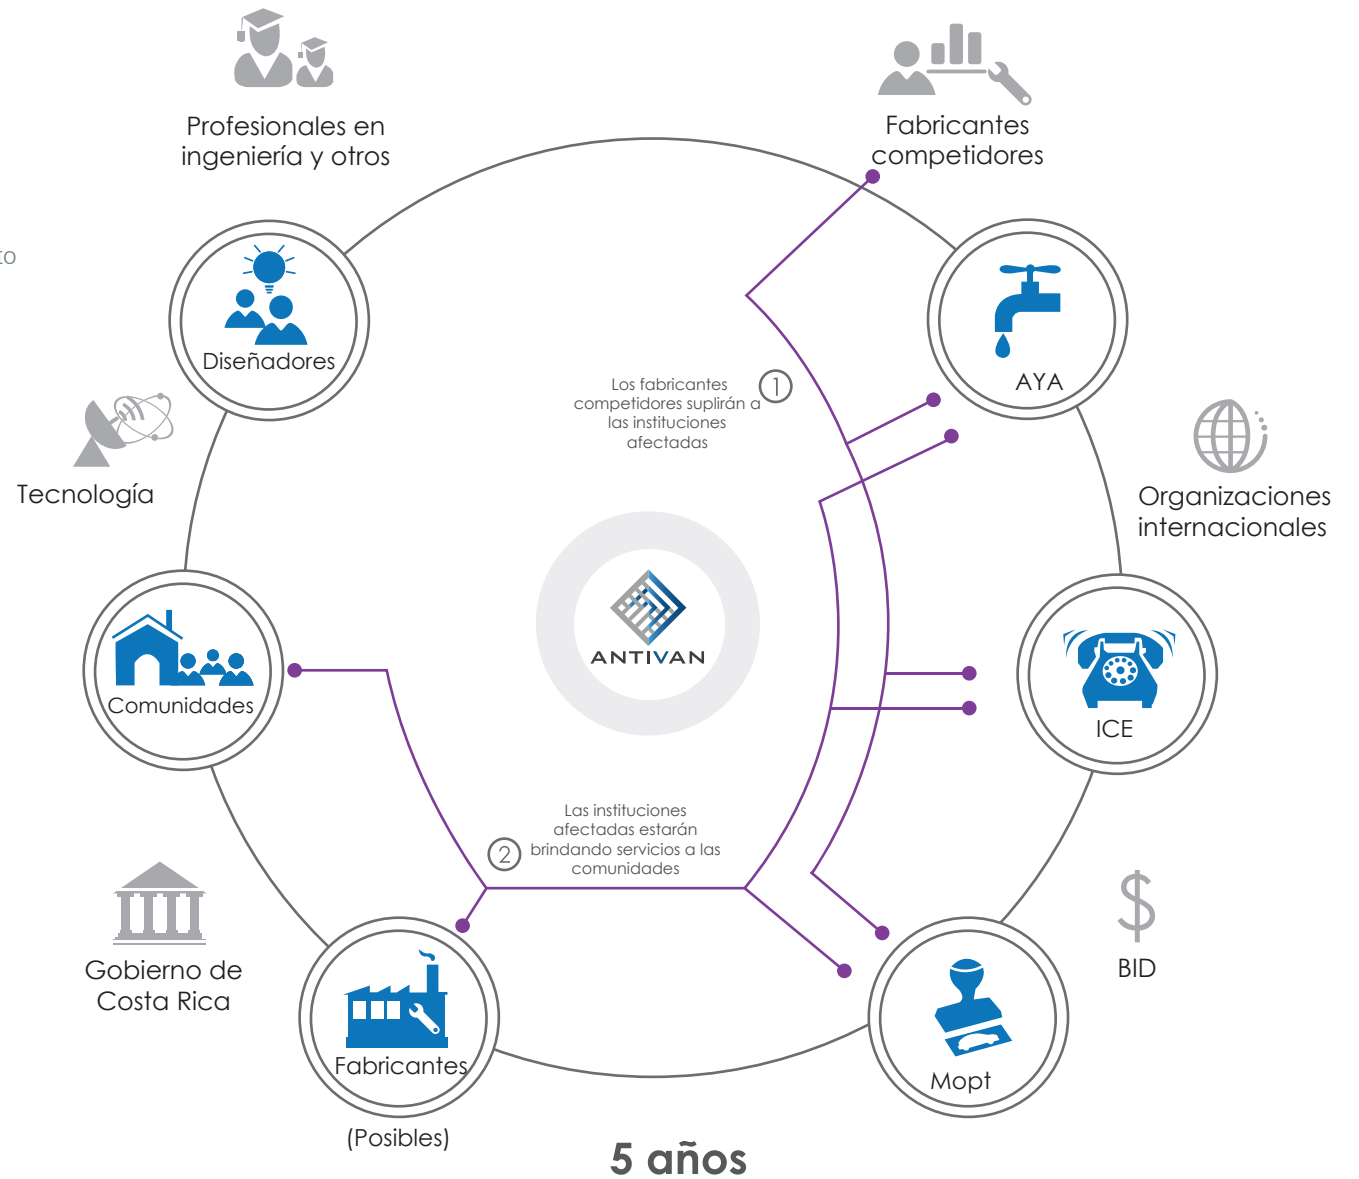 Profesionales en
ingeniería y otros
Fabricantes
competidores
to
Diseñadores
AYA
Los fabricantes
competidores suplirán a
las instituciones
afectadas
1
Tecnología
Organizaciones
internacionales
ANTIVAN
Comunidades
ICE
Las instituciones
afectadas estarán
brindando servicios a las
comunidades
2
Gobierno de
Costa Rica
BID
Fabricantes
(Posibles)
Mopt
5 años